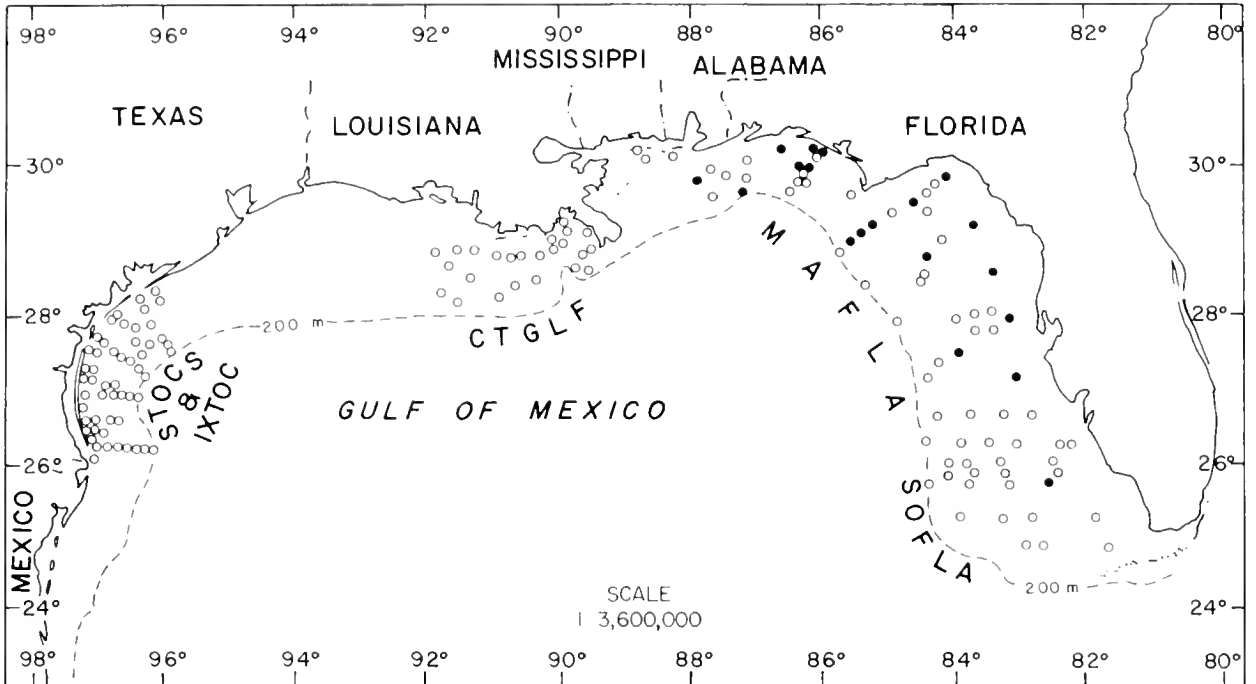 98° 96° 94° 92° 90° 88° 86° 84° 82° 80°
MISSISSIPPI ALABAMA
TEXAS LOUISIANA FLORIDA
30° 30°
MAFLA
28° 200 m CTGLF 28°
STOCS & IXTOC
GULF OF MEXICO
26° 26°
SOFLA
MEXICO
200 m
24° 24°
SCALE
1 3,600,000
98° 96° 94° 92° 90° 88° 86° 84° 82° 80°